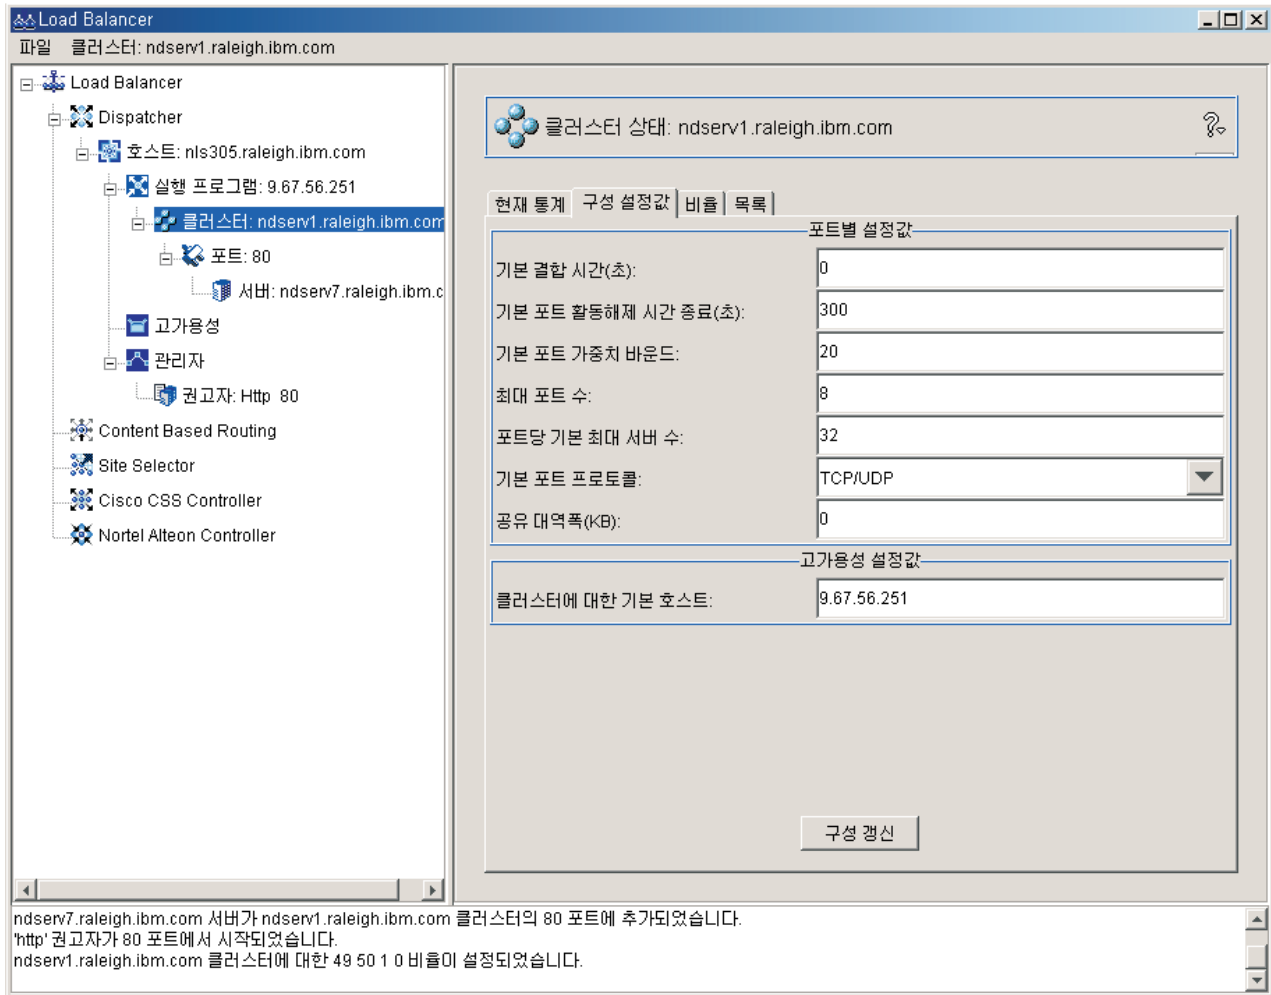 Load Balancer
파일 클러스터: ndserv1.raleigh.ibm.com
Load Balancer
Dispatcher
호스트: nls305.raleigh.ibm.com
실행 프로그램: 9.67.56.251
클러스터: ndserv1.raleigh.ibm.com
포트: 80
서버: ndserv7.raleigh.ibm.c
고가용성
관리자
권고자: Http 80
Content Based Routing
Site Selector
Cisco CSS Controller
Nortel Alteon Controller
클러스터 상태: ndserv1.raleigh.ibm.com
현재 통계 구성 설정값 비율 목록
포트별 설정값
기본 결합 시간(초): 0
기본 포트 활동해제 시간 종료(초): 300
기본 포트 가중치 바운드: 20
최대 포트 수: 8
포트당 기본 최대 서버 수: 32
기본 포트 프로토콜: TCP/UDP
공유 대역폭(KB): 0
고가용성 설정값
클러스터에 대한 기본 호스트: 9.67.56.251
구성 갱신
ndserv7.raleigh.ibm.com 서버가 ndserv1.raleigh.ibm.com 클러스터의 80 포트에 추가되었습니다.
'http' 권고자가 80 포트에서 시작되었습니다.
ndserv1.raleigh.ibm.com 클러스터에 대한 49 50 1 0 비율이 설정되었습니다.